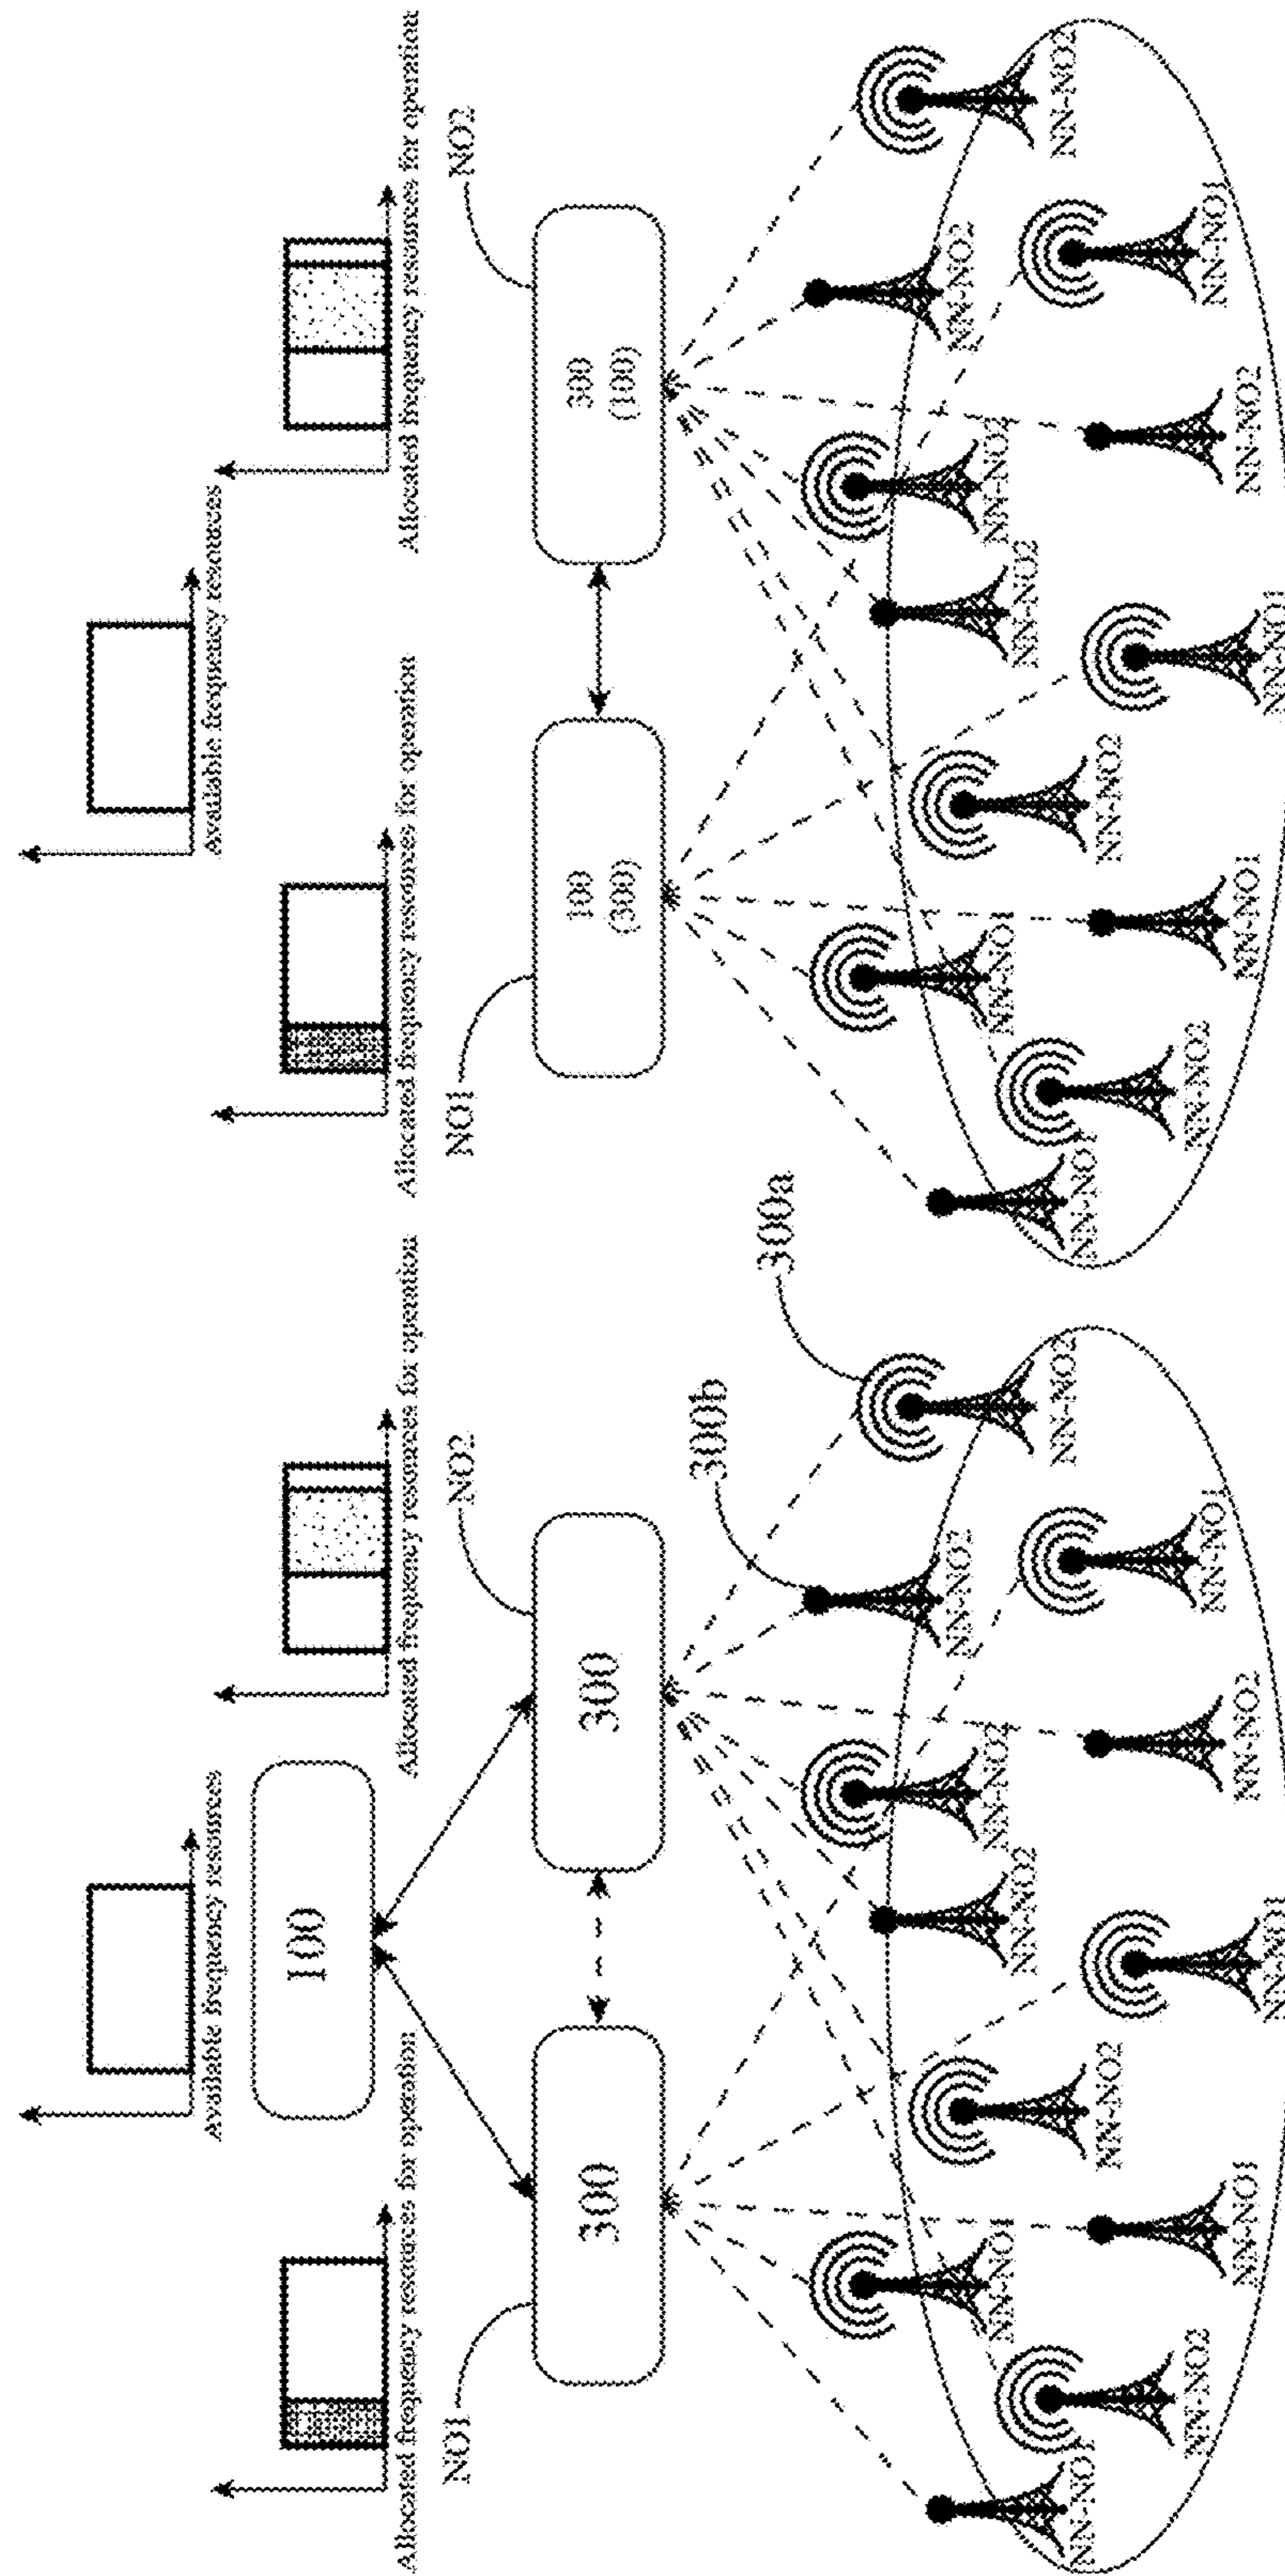 Available frequency resources
Allocated frequency resources for operation
Allocated frequency resources for operation
100
NO1
NO2
300
300
300b
300a
NN-NO2
NN-NO1
NN-NO2
NN-NO2
NN-NO2
NN-NO1
NN-NO2
NN-NO2
NN-NO1
NN-NO1
NN-NO2
NN-NO1
Available frequency resources
Allocated frequency resources for operation
Allocated frequency resources for operation
NO1
NO2
100
(300)
300
(100)
NN-NO2
NN-NO1
NN-NO2
NN-NO2
NN-NO2
NN-NO1
NN-NO2
NN-NO2
NN-NO1
NN-NO1
NN-NO2
NN-NO1